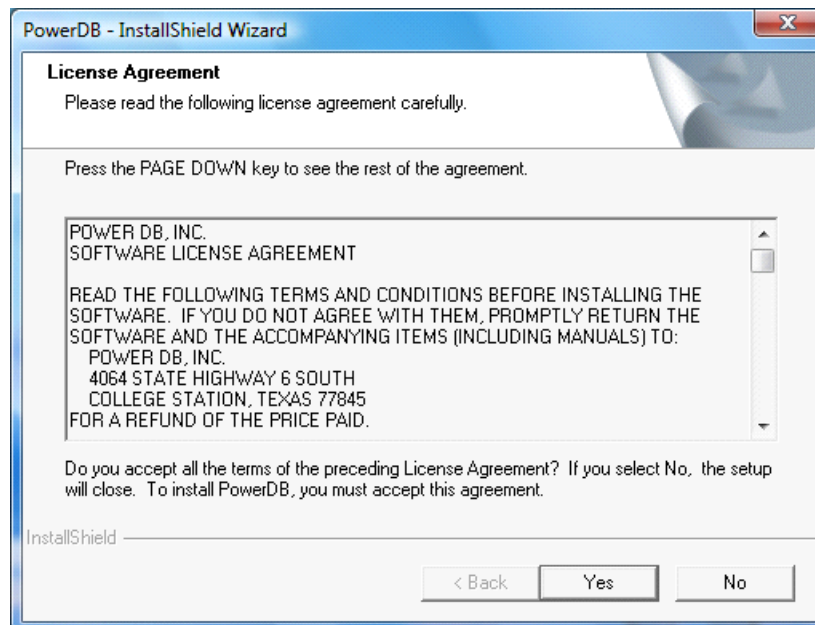 PowerDB - InstallShield Wizard
License Agreement
Please read the following license agreement carefully.
Press the PAGE DOWN key to see the rest of the agreement.
POWER DB, INC.
SOFTWARE LICENSE AGREEMENT
READ THE FOLLOWING TERMS AND CONDITIONS BEFORE INSTALLING THE
SOFTWARE. IF YOU DO NOT AGREE WITH THEM, PROMPTLY RETURN THE
SOFTWARE AND THE ACCOMPANYING ITEMS (INCLUDING MANUALS) TO:
POWER DB, INC.
4064 STATE HIGHWAY 6 SOUTH
COLLEGE STATION, TEXAS 77845
FOR A REFUND OF THE PRICE PAID.
Do you accept all the terms of the preceding License Agreement? If you select No, the setup
will close. To install PowerDB, you must accept this agreement.
InstallShield
< Back Yes No